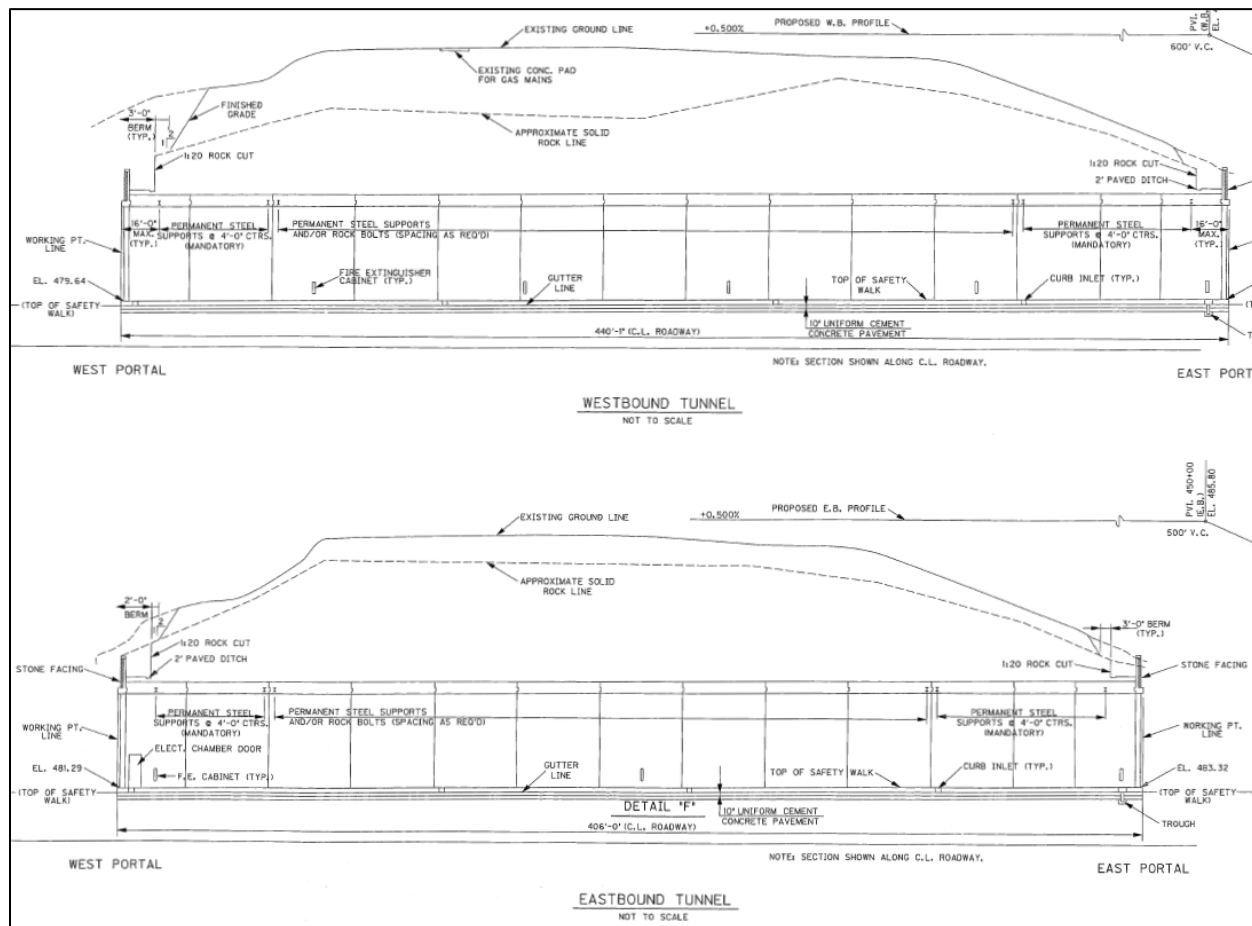 EXISTING GROUND LINE
+0.500%
PROPOSED W.B. PROFILE
PVI.
(W.B.)
EL.
600' V.C.
EXISTING CONC. PAD
FOR GAS MAINS
FINISHED
GRADE
3'-0"
BERM
(TYP.)
2
1
1:20 ROCK CUT
APPROXIMATE SOLID
ROCK LINE
1:20 ROCK CUT
2' PAVED DITCH
16'-0"
MAX.
(TYP.)
PERMANENT STEEL
SUPPORTS @ 4'-0" CTRS.
(MANDATORY)
PERMANENT STEEL SUPPORTS
AND/OR ROCK BOLTS (SPACING AS REQ'D)
PERMANENT STEEL
SUPPORTS @ 4'-0" CTRS.
(MANDATORY)
16'-0"
MAX.
(TYP.)
WORKING PT.
LINE
EL. 479.64
(TOP OF SAFETY
WALK)
FIRE EXTINGUISHER
CABINET (TYP.)
GUTTER
LINE
TOP OF SAFETY
WALK
CURB INLET (TYP.)
10" UNIFORM CEMENT
CONCRETE PAVEMENT
440'-1" (C.L. ROADWAY)
NOTE: SECTION SHOWN ALONG C.L. ROADWAY.
WEST PORTAL
EAST PORT
WESTBOUND TUNNEL
NOT TO SCALE
EXISTING GROUND LINE
+0.500%
PROPOSED E.B. PROFILE
PVI. 450+00
(E.B.)
EL. 485.80
500' V.C.
APPROXIMATE SOLID
ROCK LINE
2'-0"
BERM
2
1
1:20 ROCK CUT
2' PAVED DITCH
3'-0" BERM
(TYP.)
1:20 ROCK CUT
STONE FACING
STONE FACING
PERMANENT STEEL
SUPPORTS @ 4'-0" CTRS.
(MANDATORY)
PERMANENT STEEL SUPPORTS
AND/OR ROCK BOLTS (SPACING AS REQ'D)
PERMANENT STEEL
SUPPORTS @ 4'-0" CTRS.
(MANDATORY)
WORKING PT.
LINE
WORKING PT.
LINE
ELECT. CHAMBER DOOR
EL. 481.29
(TOP OF SAFETY
WALK)
F.E. CABINET (TYP.)
GUTTER
LINE
TOP OF SAFETY WALK
CURB INLET (TYP.)
EL. 483.32
(TOP OF SAFETY
WALK)
DETAIL "F"
10" UNIFORM CEMENT
CONCRETE PAVEMENT
TROUGH
406'-0" (C.L. ROADWAY)
NOTE: SECTION SHOWN ALONG C.L. ROADWAY.
WEST PORTAL
EAST PORTAL
EASTBOUND TUNNEL
NOT TO SCALE